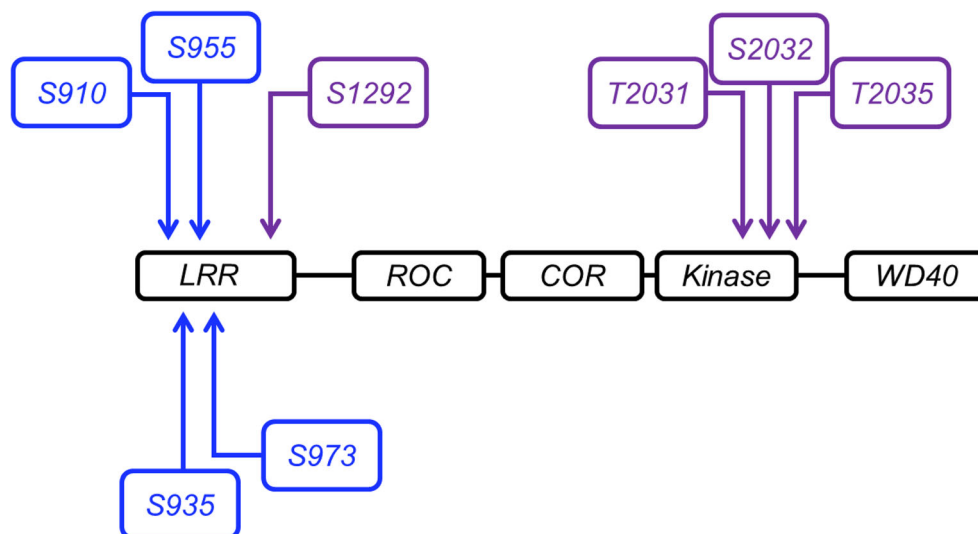 S955
S2032
S910
S1292
T2031
T2035
LRR
ROC
COR
Kinase
WD40
S973
S935